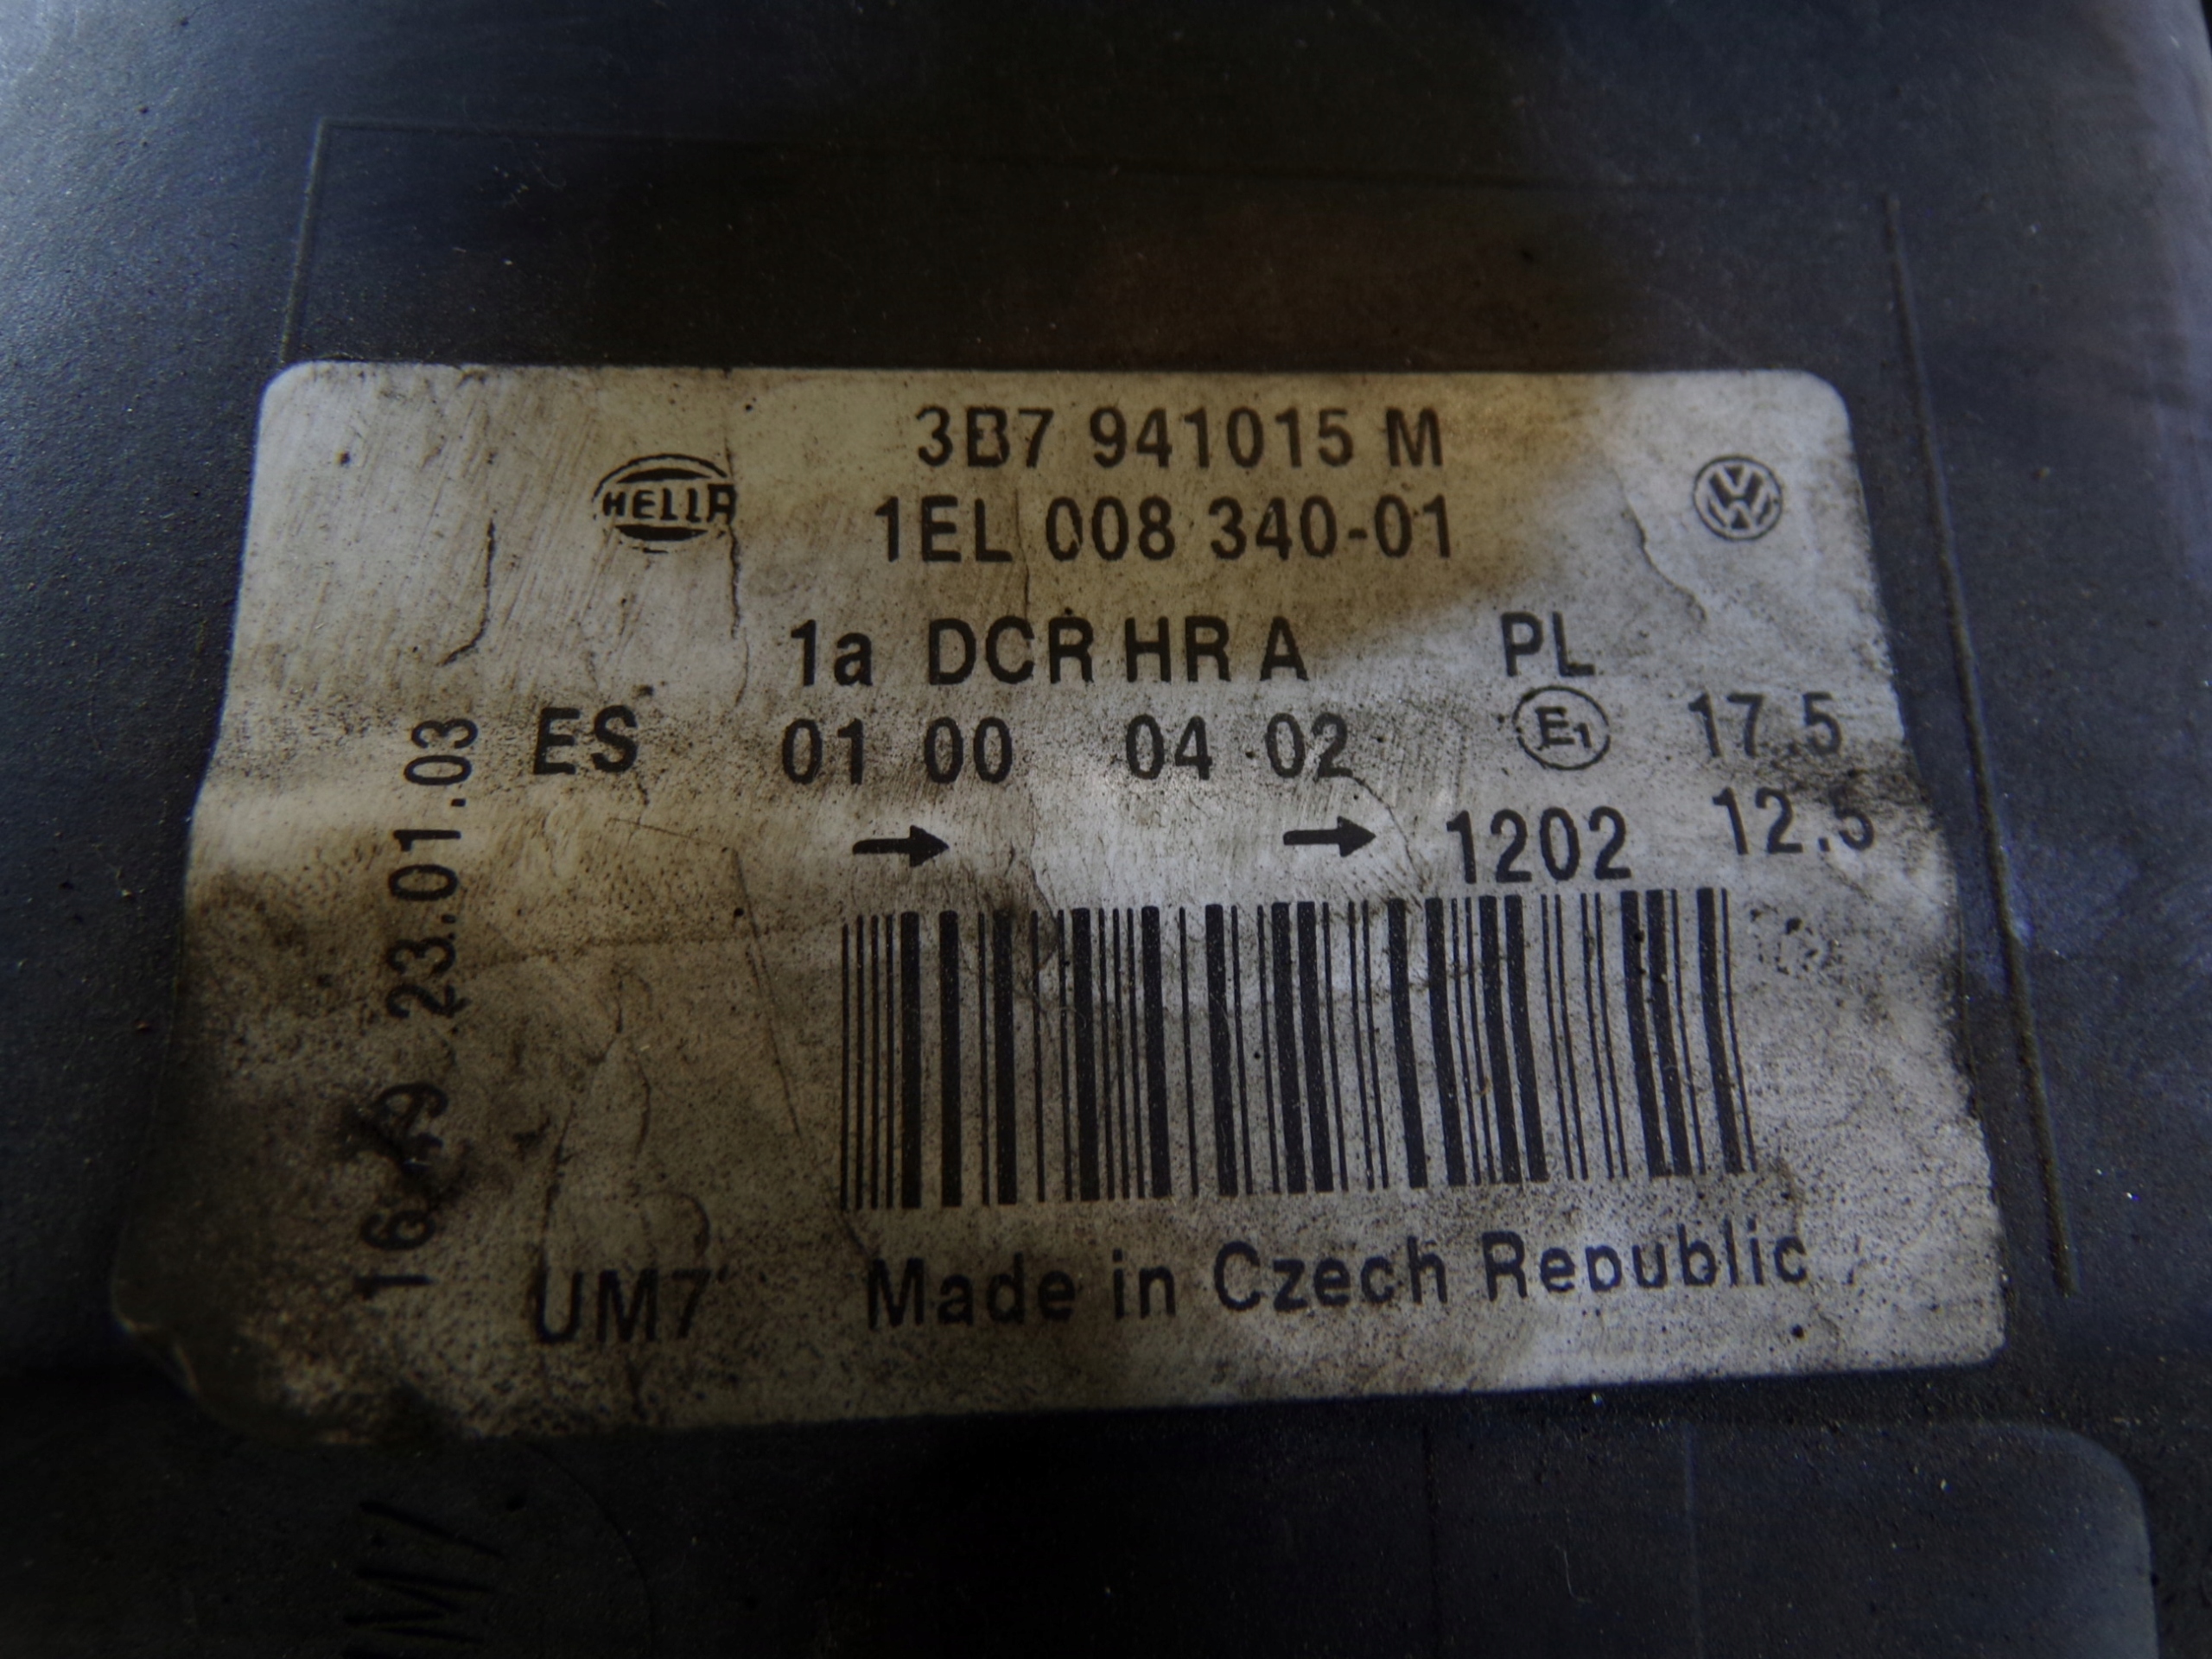 3B7 941015 M
HELLA
1EL 008 340-01
1a DCR HR A PL
ES 01 00 04 02 E1 17.5
→ → 1202 12.5
23.01.03
UM7 Made in Czech Republic